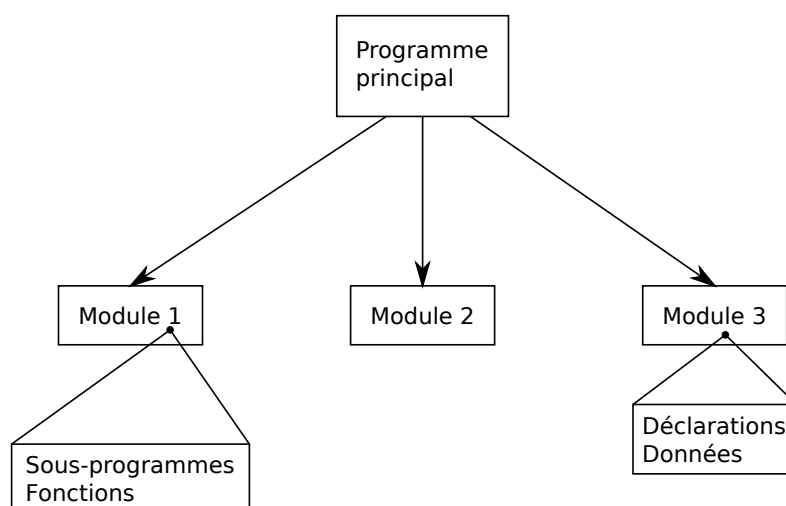 Programme
principal
Module 1
Module 2
Module 3
Déclarations
Données
Sous-programmes
Fonctions